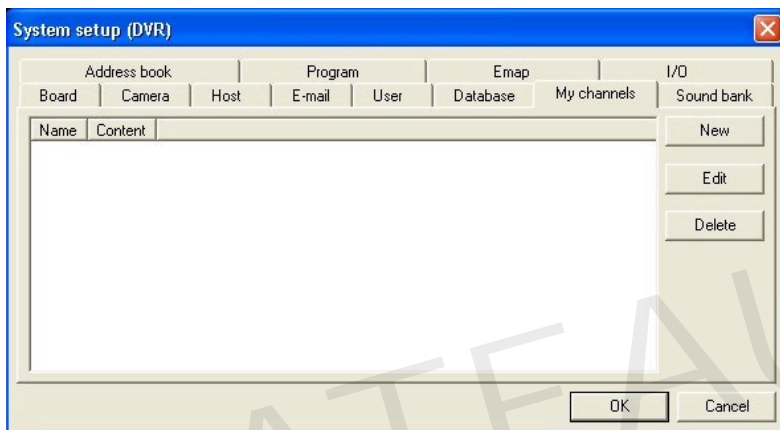 System setup (DVR)
Address book Program Emap I/O
Board Camera Host E-mail User Database My channels Sound bank
Name Content
New
Edit
Delete
OK Cancel